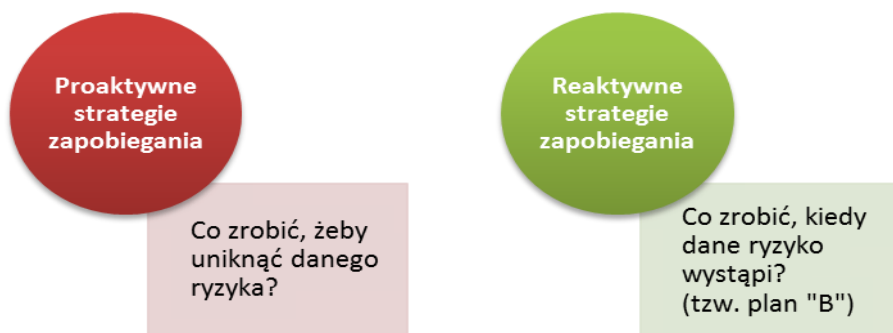 Proaktywne
strategie
zapobiegania
Co zrobić, żeby
uniknąć danego
ryzyka?
Reaktywne
strategie
zapobiegania
Co zrobić, kiedy
dane ryzyko
wystąpi?
(tzw. plan "B")